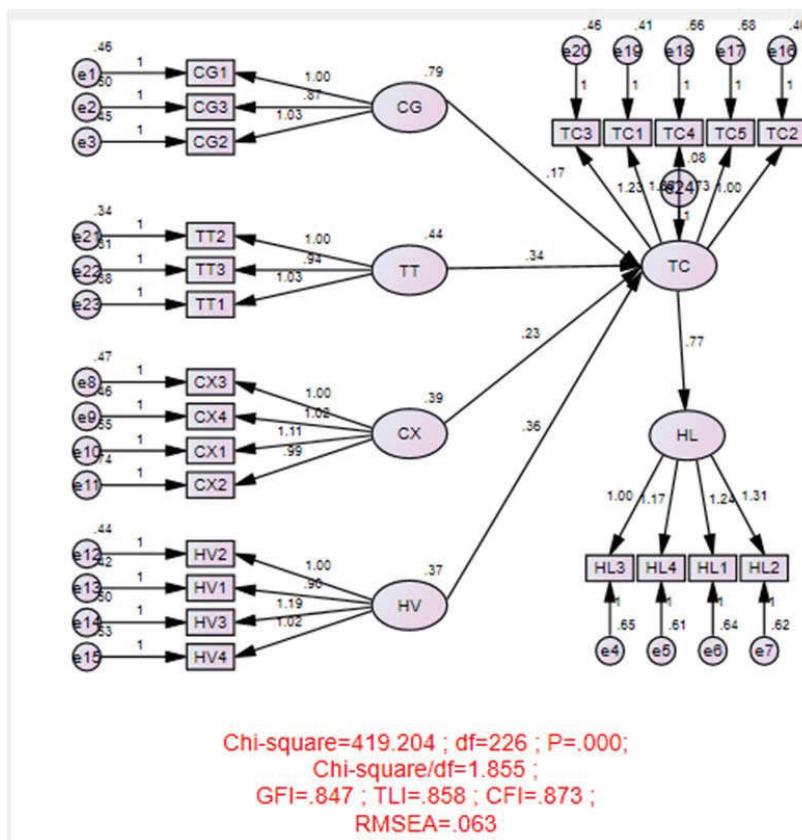 .46 .41 .66 .68
e20 e19 e18 e17 e16
1 1 1 1 1
TC3 TC1 TC4 TC5 TC2
.08
e24
1.23 .73 1.00
1
TC
.46
e1 1 CG1 1.00 .79
e2 1 CG3 .87 CG
.45
e3 1 CG2 1.03
.17
.34
e21 1 TT2 1.00 .44
e22 1 TT3 .94 TT .34
e23 1 TT1 1.03
.77
.47
e8 1 CX3 1.00 .39
.46
e9 1 CX4 1.02 CX .23
.55
e10 1 CX1 1.11
.74
e11 1 CX2 .99
HL
1.00 1.17 1.24 1.31
.44
e12 1 HV2 1.00 .37
.42
e13 1 HV1 .90 HV .36
e14 1 HV3 1.19
e15 1 HV4 1.02
HL3 HL4 HL1 HL2
1 1 1 1
.65 .61 .64 .62
e4 e5 e6 e7
Chi-square=419.204 ; df=226 ; P=.000;
Chi-square/df=1.855 ;
GFI=.847 ; TLI=.858 ; CFI=.873 ;
RMSEA=.063